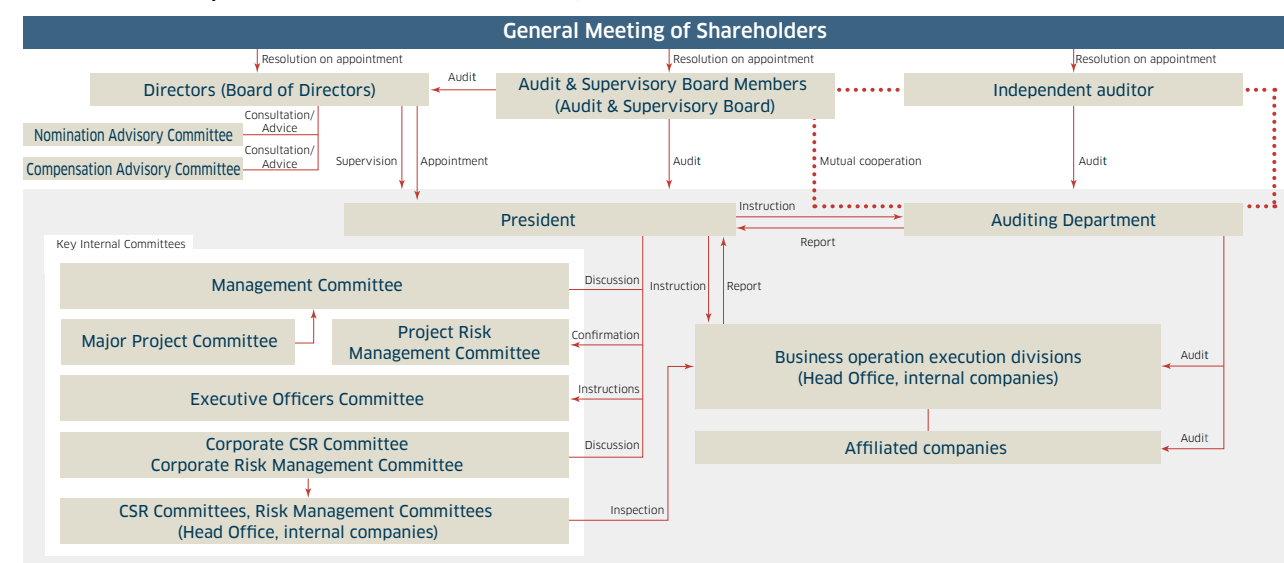 General Meeting of Shareholders
Resolution on appointment
Resolution on appointment
Resolution on appointment
Directors (Board of Directors)
Audit
Audit & Supervisory Board Members
(Audit & Supervisory Board)
Independent auditor
Consultation/
Advice
Nomination Advisory Committee
Consultation/
Advice
Compensation Advisory Committee
Supervision
Appointment
Audit
Mutual cooperation
Audit
President
Instruction
Report
Auditing Department
Key Internal Committees
Management Committee
Discussion
Instruction
Report
Major Project Committee
Project Risk
Management Committee
Confirmation
Business operation execution divisions
(Head Office, internal companies)
Audit
Executive Officers Committee
Instructions
Corporate CSR Committee
Corporate Risk Management Committee
Discussion
Affiliated companies
Audit
CSR Committees, Risk Management Committees
(Head Office, internal companies)
Inspection